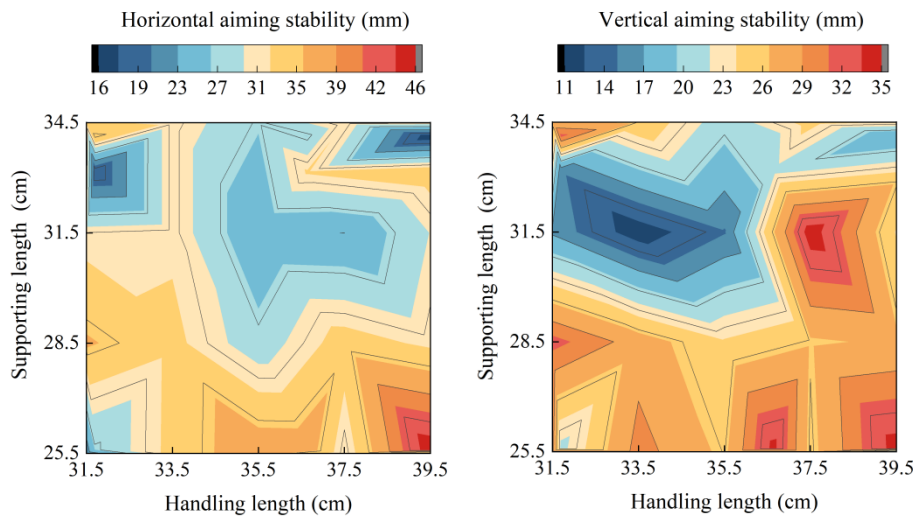 Horizontal aiming stability (mm)
16 19 23 27 31 35 39 42 46
34.5
31.5
28.5
25.5
Supporting length (cm)
31.5 33.5 35.5 37.5 39.5
Handling length (cm)
Vertical aiming stability (mm)
11 14 17 20 23 26 29 32 35
34.5
31.5
28.5
25.5
Supporting length (cm)
31.5 33.5 35.5 37.5 39.5
Handling length (cm)